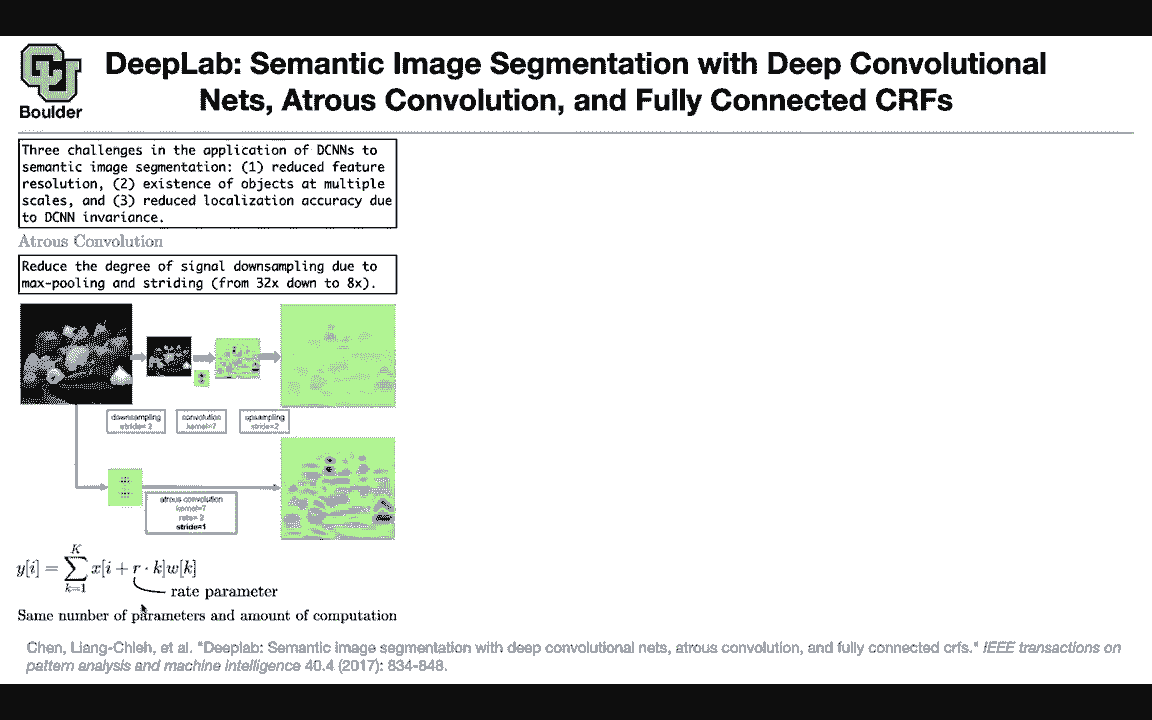 Boulder
DeepLab: Semantic Image Segmentation with Deep Convolutional
Nets, Atrous Convolution, and Fully Connected CRFs
Three challenges in the application of DCNNs to
semantic image segmentation: (1) reduced feature
resolution, (2) existence of objects at multiple
scales, and (3) reduced localization accuracy due
to DCNN invariance.
Atrous Convolution
Reduce the degree of signal downsampling due to
max-pooling and striding (from 32x down to 8x).
downsampling
stride=2
convolution
kernel=7
upsampling
stride=2
atrous convolution
kernel=7
rate=2
stride=1
y[i] = ∑_{k=1}^{K} x[i + r · k]w[k]
rate parameter
Same number of parameters and amount of computation
Chen, Liang-Chieh, et al. "Deeplab: Semantic image segmentation with deep convolutional nets, atrous convolution, and fully connected crfs." IEEE transactions on
pattern analysis and machine intelligence 40.4 (2017): 834-848.